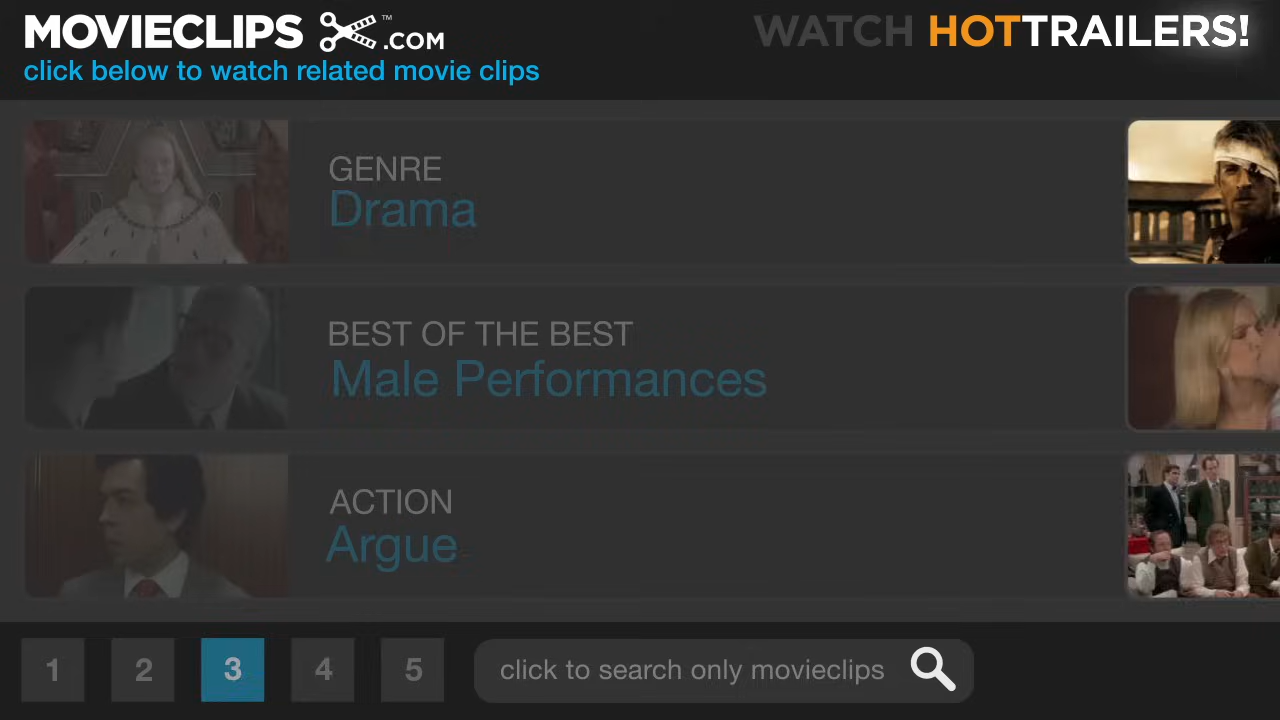 MOVIECLIPS ™ .COM
WATCH HOTTRAILERS!
click below to watch related movie clips
GENRE
Drama
BEST OF THE BEST
Male Performances
ACTION
Argue
1 2 3 4 5
click to search only movieclips